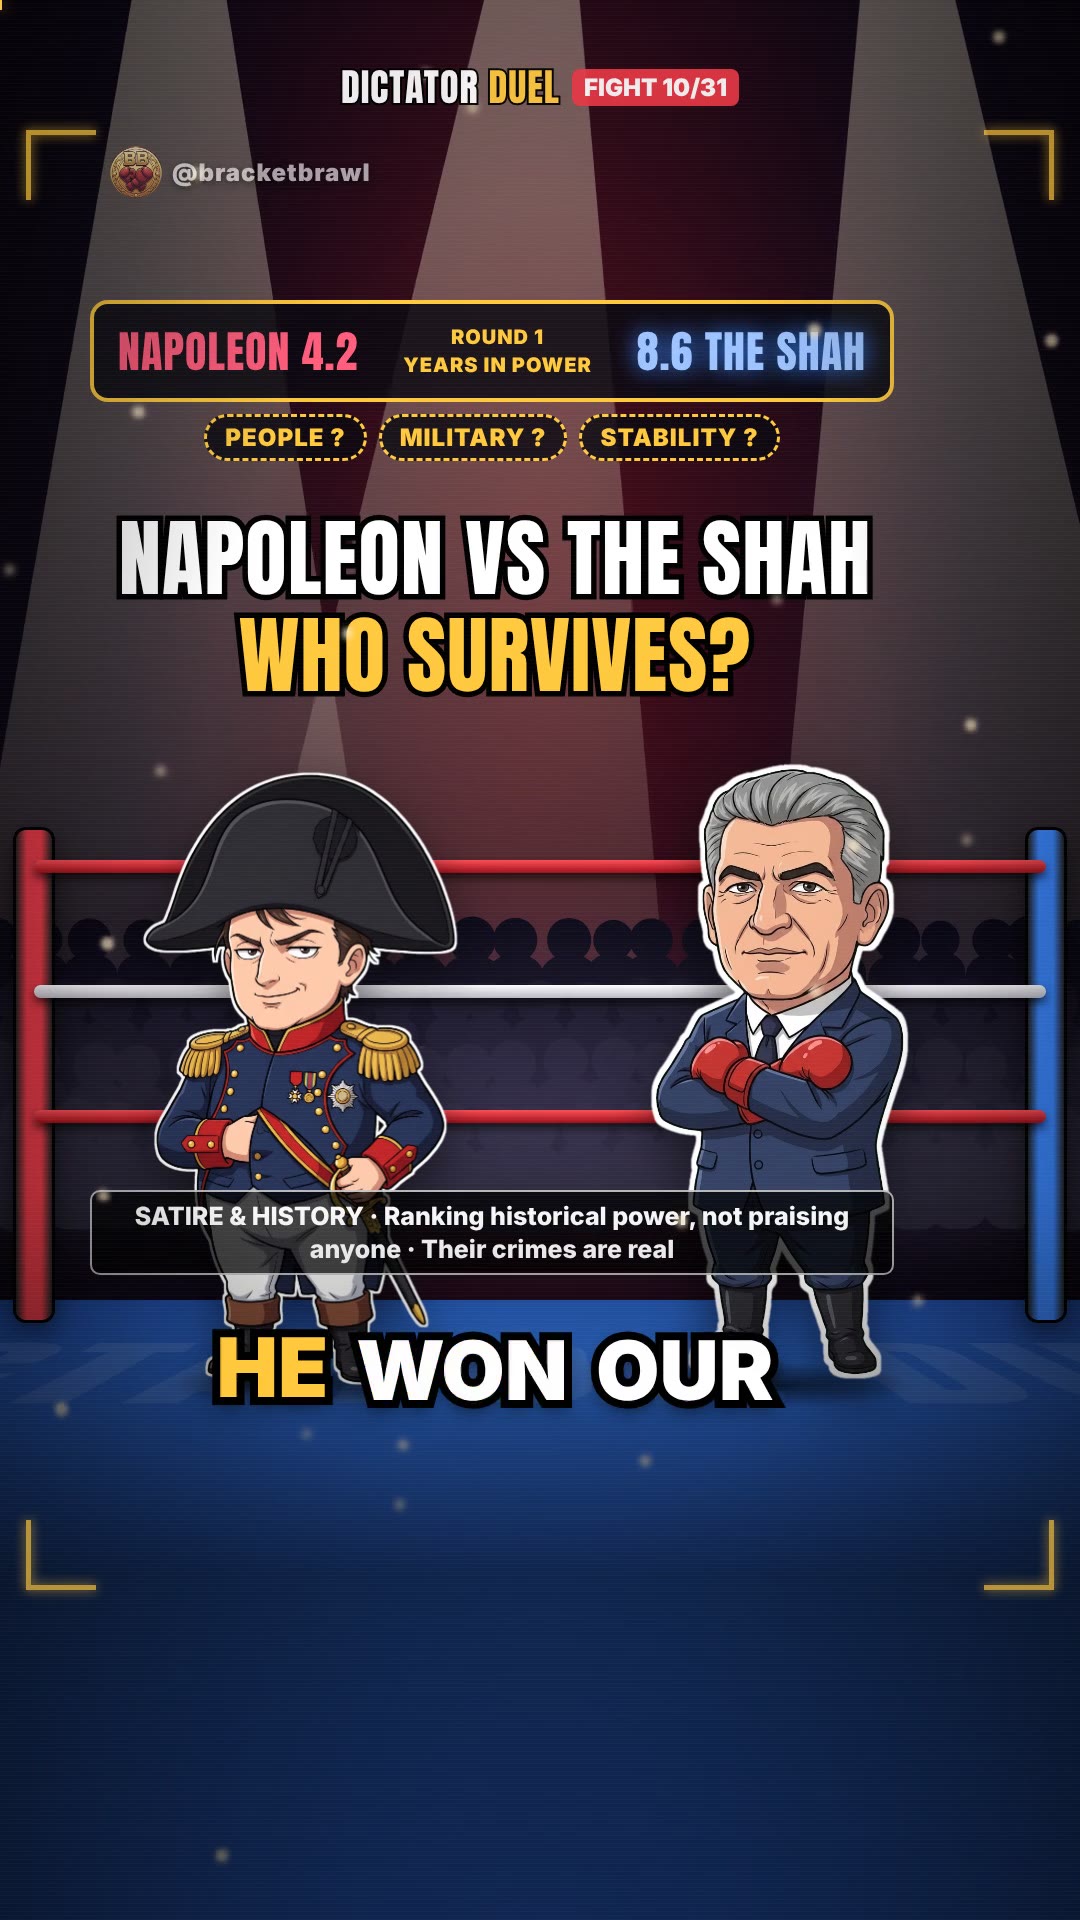 DICTATOR DUEL FIGHT 10/31
BB
@bracketbrawl
NAPOLEON 4.2
ROUND 1
YEARS IN POWER
8.6 THE SHAH
PEOPLE ? MILITARY ? STABILITY ?
NAPOLEON VS THE SHAH
WHO SURVIVES?
SATIRE & HISTORY · Ranking historical power, not praising
anyone · Their crimes are real
HE WON OUR